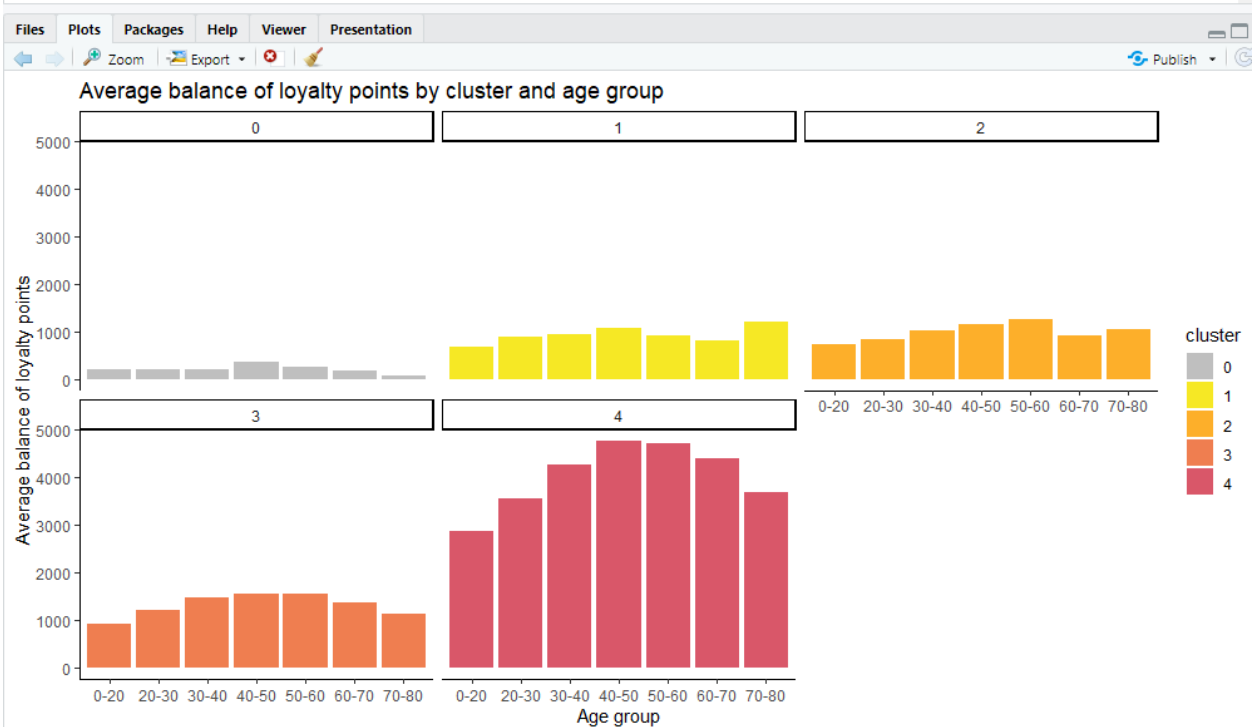 Files Plots Packages Help Viewer Presentation
Zoom Export Publish
Average balance of loyalty points by cluster and age group
0 1 2
5000
4000
3000
2000
1000
0
0-20 20-30 30-40 40-50 50-60 60-70 70-80
3 4
5000
4000
3000
2000
1000
0
0-20 20-30 30-40 40-50 50-60 60-70 70-80 0-20 20-30 30-40 40-50 50-60 60-70 70-80
Age group
Average balance of loyalty points
cluster
0
1
2
3
4